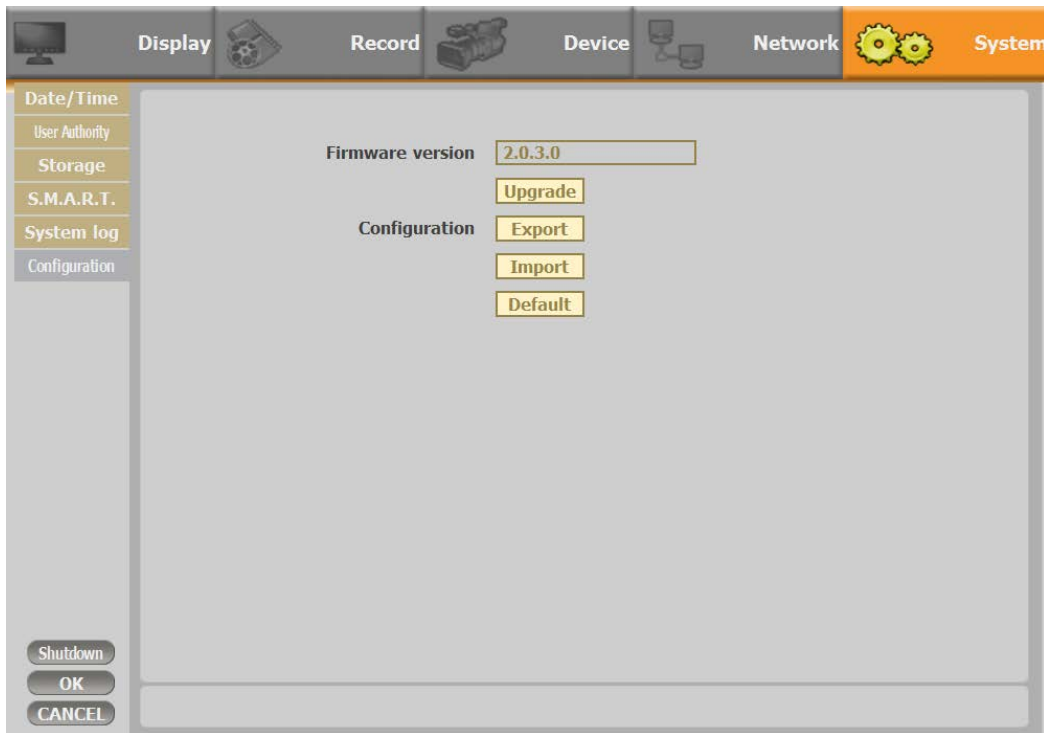 Display Record Device Network System
Date/Time
User Authority
Storage
S.M.A.R.T.
System log
Configuration
Firmware version 2.0.3.0
Upgrade
Configuration Export
Import
Default
Shutdown
OK
CANCEL